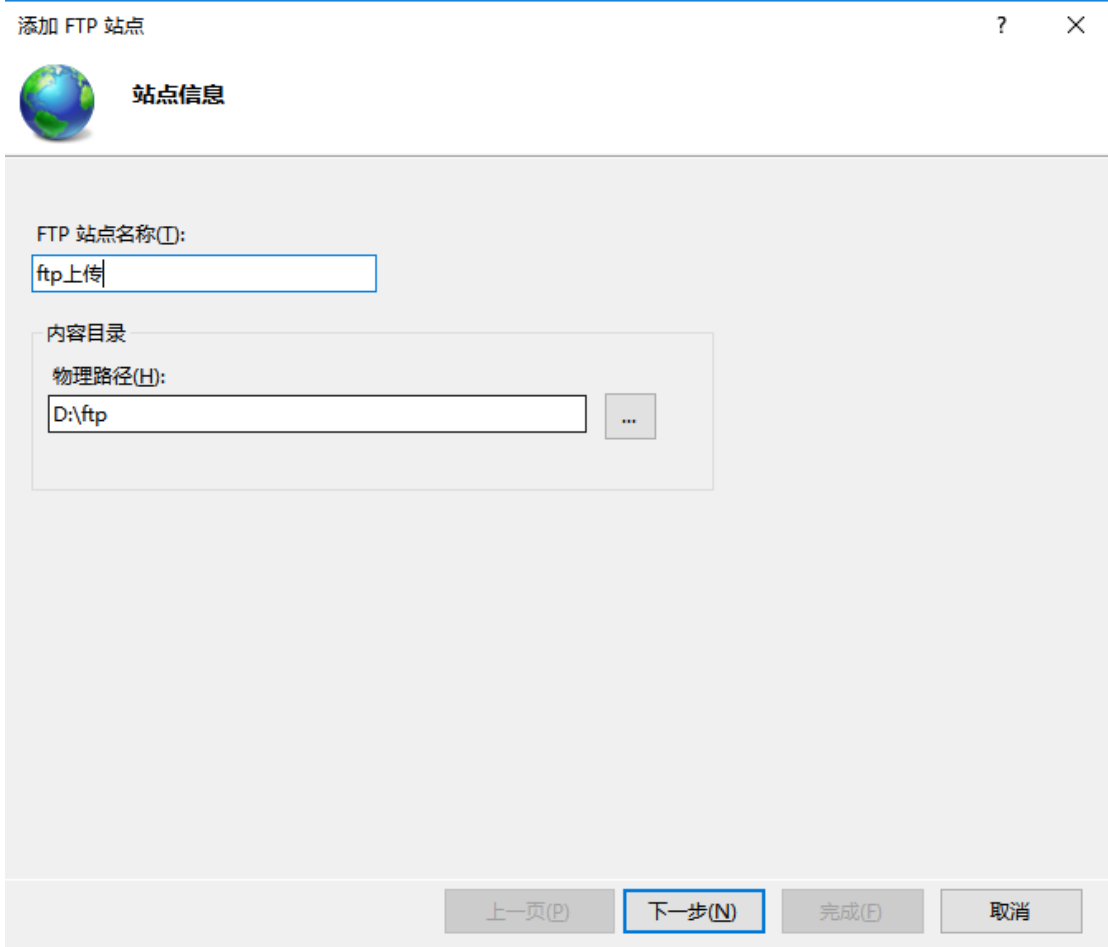 添加 FTP 站点 ?
站点信息
FTP 站点名称(T):
ftp上传
内容目录
物理路径(H):
D:\ftp
...
上一页(P) 下一步(N) 完成(F) 取消